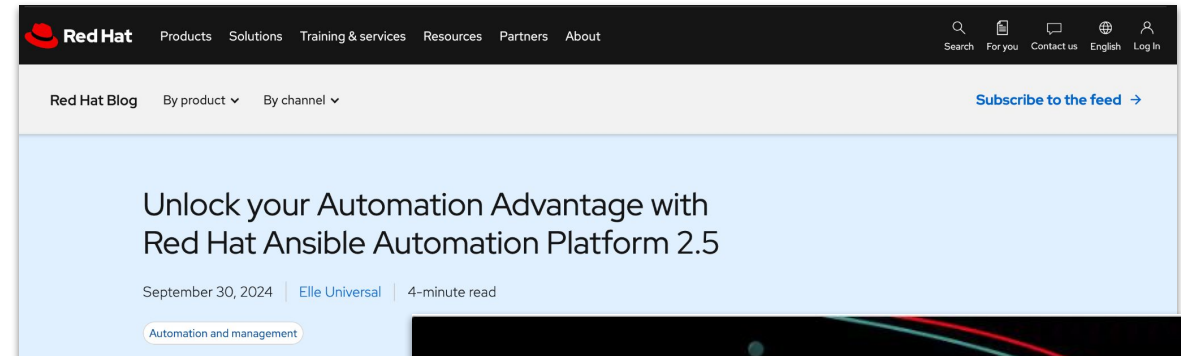 Red Hat Products Solutions Training & services Resources Partners About Search For you Contact us English Log In
Red Hat Blog By product By channel Subscribe to the feed →
Unlock your Automation Advantage with
Red Hat Ansible Automation Platform 2.5
September 30, 2024 | Elle Universal | 4-minute read
Automation and management